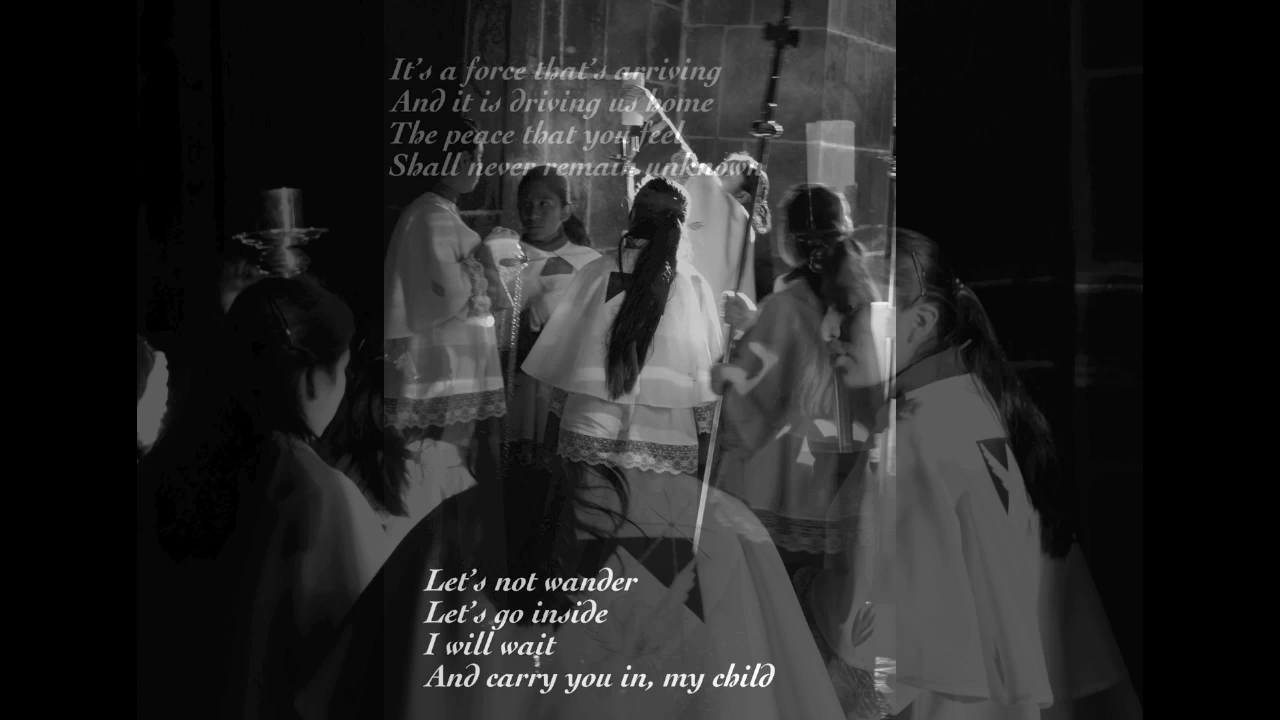 It's a force that's arriving
And it is driving us home
The peace that you feel
Shall never remain unknown
Let's not wander
Let's go inside
I will wait
And carry you in, my child